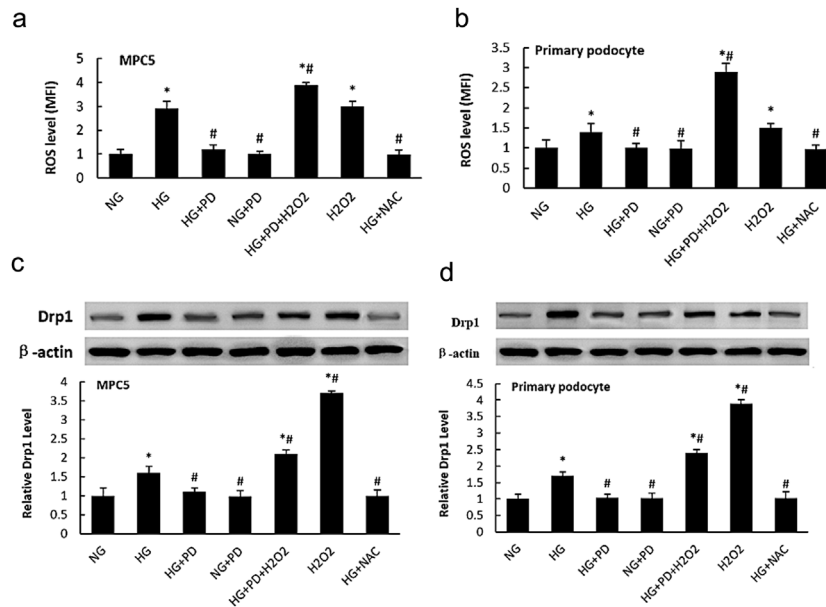 a
MPC5
ROS level (MFI)
5
4
3
2
1
0
*
#
#
*#
*
#
NG
HG
HG+PD
NG+PD
HG+PD+H2O2
H2O2
HG+NAC
b
Primary podocyte
ROS level (MFI)
3.5
3
2.5
2
1.5
1
0.5
0
*
#
#
*#
*
#
NG
HG
HG+PD
NG+PD
HG+PD+H2O2
H2O2
HG+NAC
c
Drp1
β-actin
MPC5
Relative Drp1 Level
4
3.5
3
2.5
2
1.5
1
0.5
0
*
#
#
*#
*#
#
NG
HG
HG+PD
NG+PD
HG+PD+H2O2
H2O2
HG+NAC
d
Drp1
β-actin
Primary podocyte
Relative Drp1 Level
4.5
4
3.5
3
2.5
2
1.5
1
0.5
0
*
#
#
*#
*#
#
NG
HG
HG+PD
NG+PD
HG+PD+H2O2
H2O2
HG+NAC